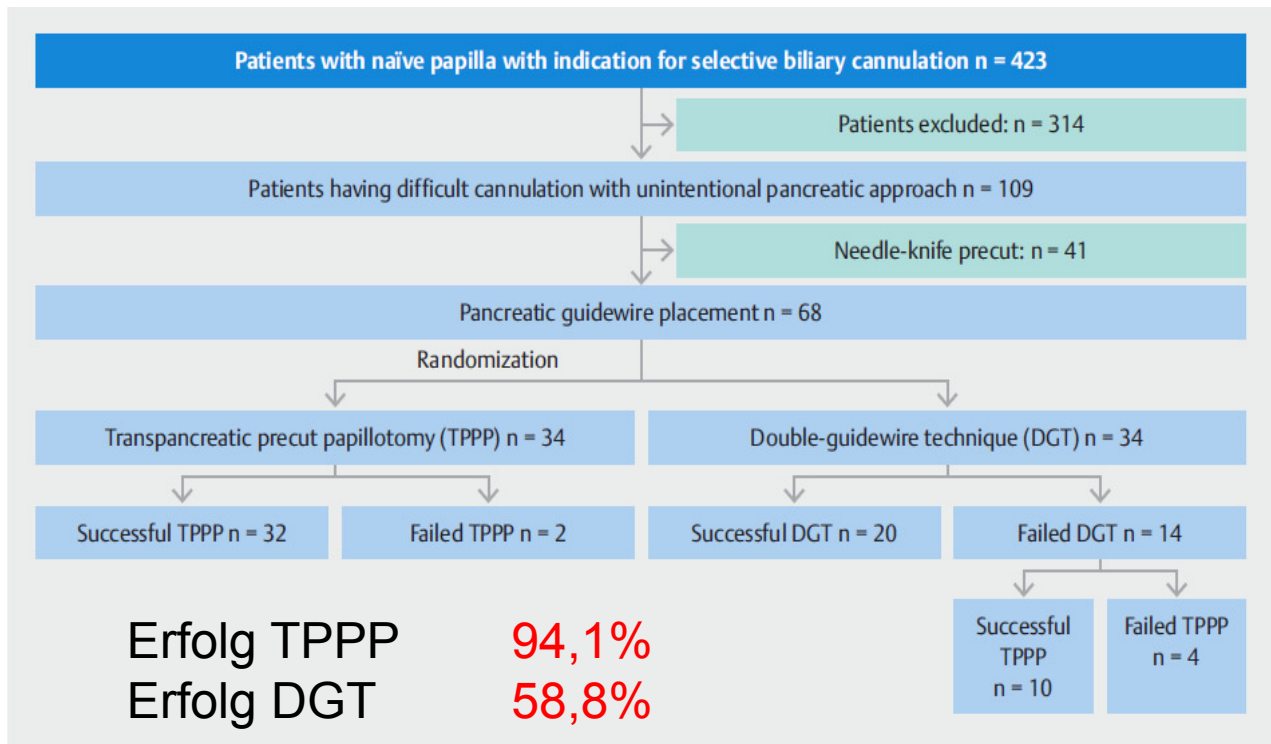 Patients with naïve papilla with indication for selective biliary cannulation n = 423
Patients excluded: n = 314
Patients having difficult cannulation with unintentional pancreatic approach n = 109
Needle-knife precut: n = 41
Pancreatic guidewire placement n = 68
Randomization
Transpancreatic precut papillotomy (TPPP) n = 34
Double-guidewire technique (DGT) n = 34
Successful TPPP n = 32
Failed TPPP n = 2
Successful DGT n = 20
Failed DGT n = 14
Successful
TPPP
n = 10
Failed TPPP
n = 4
Erfolg TPPP 94,1%
Erfolg DGT 58,8%